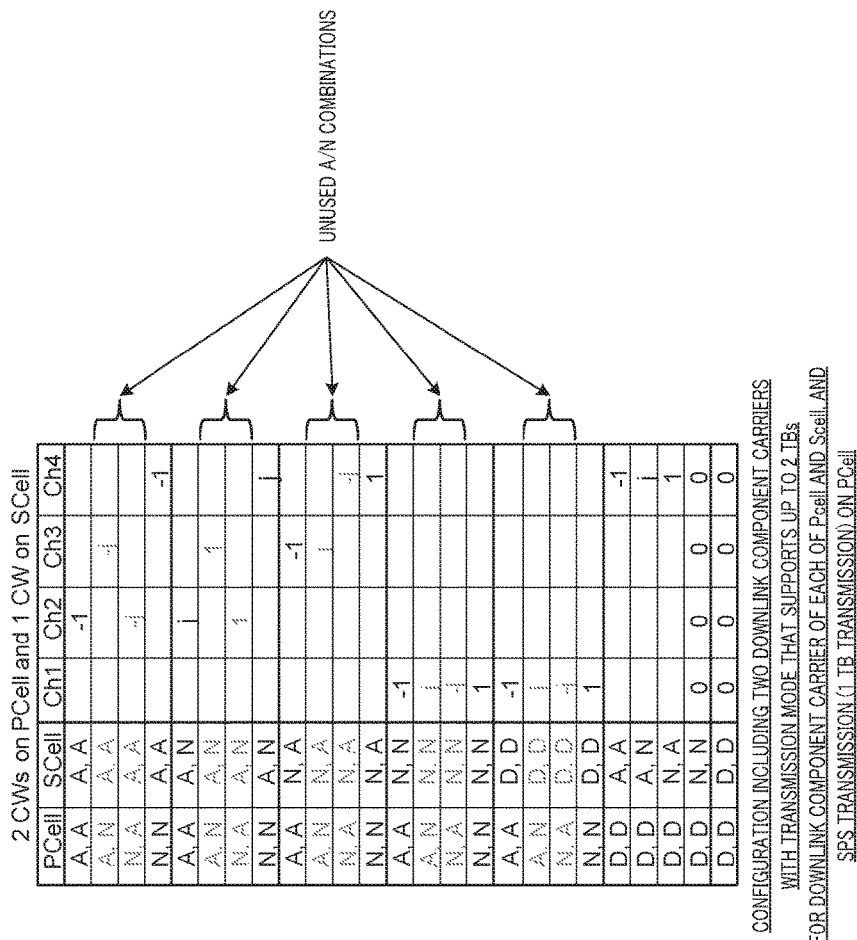 2 CWs on PCell and 1 CW on SCell
PCell SCell Ch1 Ch2 Ch3 Ch4
A, A A, A -1
A, N A, A
N, A A, A
N, N A, A -1
A, A A, N j
A, N A, N 1
N, A A, N 1
N, N A, N j
A, A N, A -1
A, N N, A
N, A N, A
N, N N, A 1
A, A N, N -1
A, N N, N
N, A N, N
N, N N, N 1
A, A D, D -1
A, N D, D
N, A D, D
N, N D, D 1
D, D A, A -1
D, D A, N j
D, D N, A 1
D, D N, N 0 0 0 0
D, D D, D 0 0 0 0
UNUSED A/N COMBINATIONS
CONFIGURATION INCLUDING TWO DOWNLINK COMPONENT CARRIERS
WITH TRANSMISSION MODE THAT SUPPORTS UP TO 2 TBs
FOR DOWNLINK COMPONENT CARRIER OF EACH OF Pcell AND Scell, AND
SPS TRANSMISSION (1 TB TRANSMISSION) ON PCell